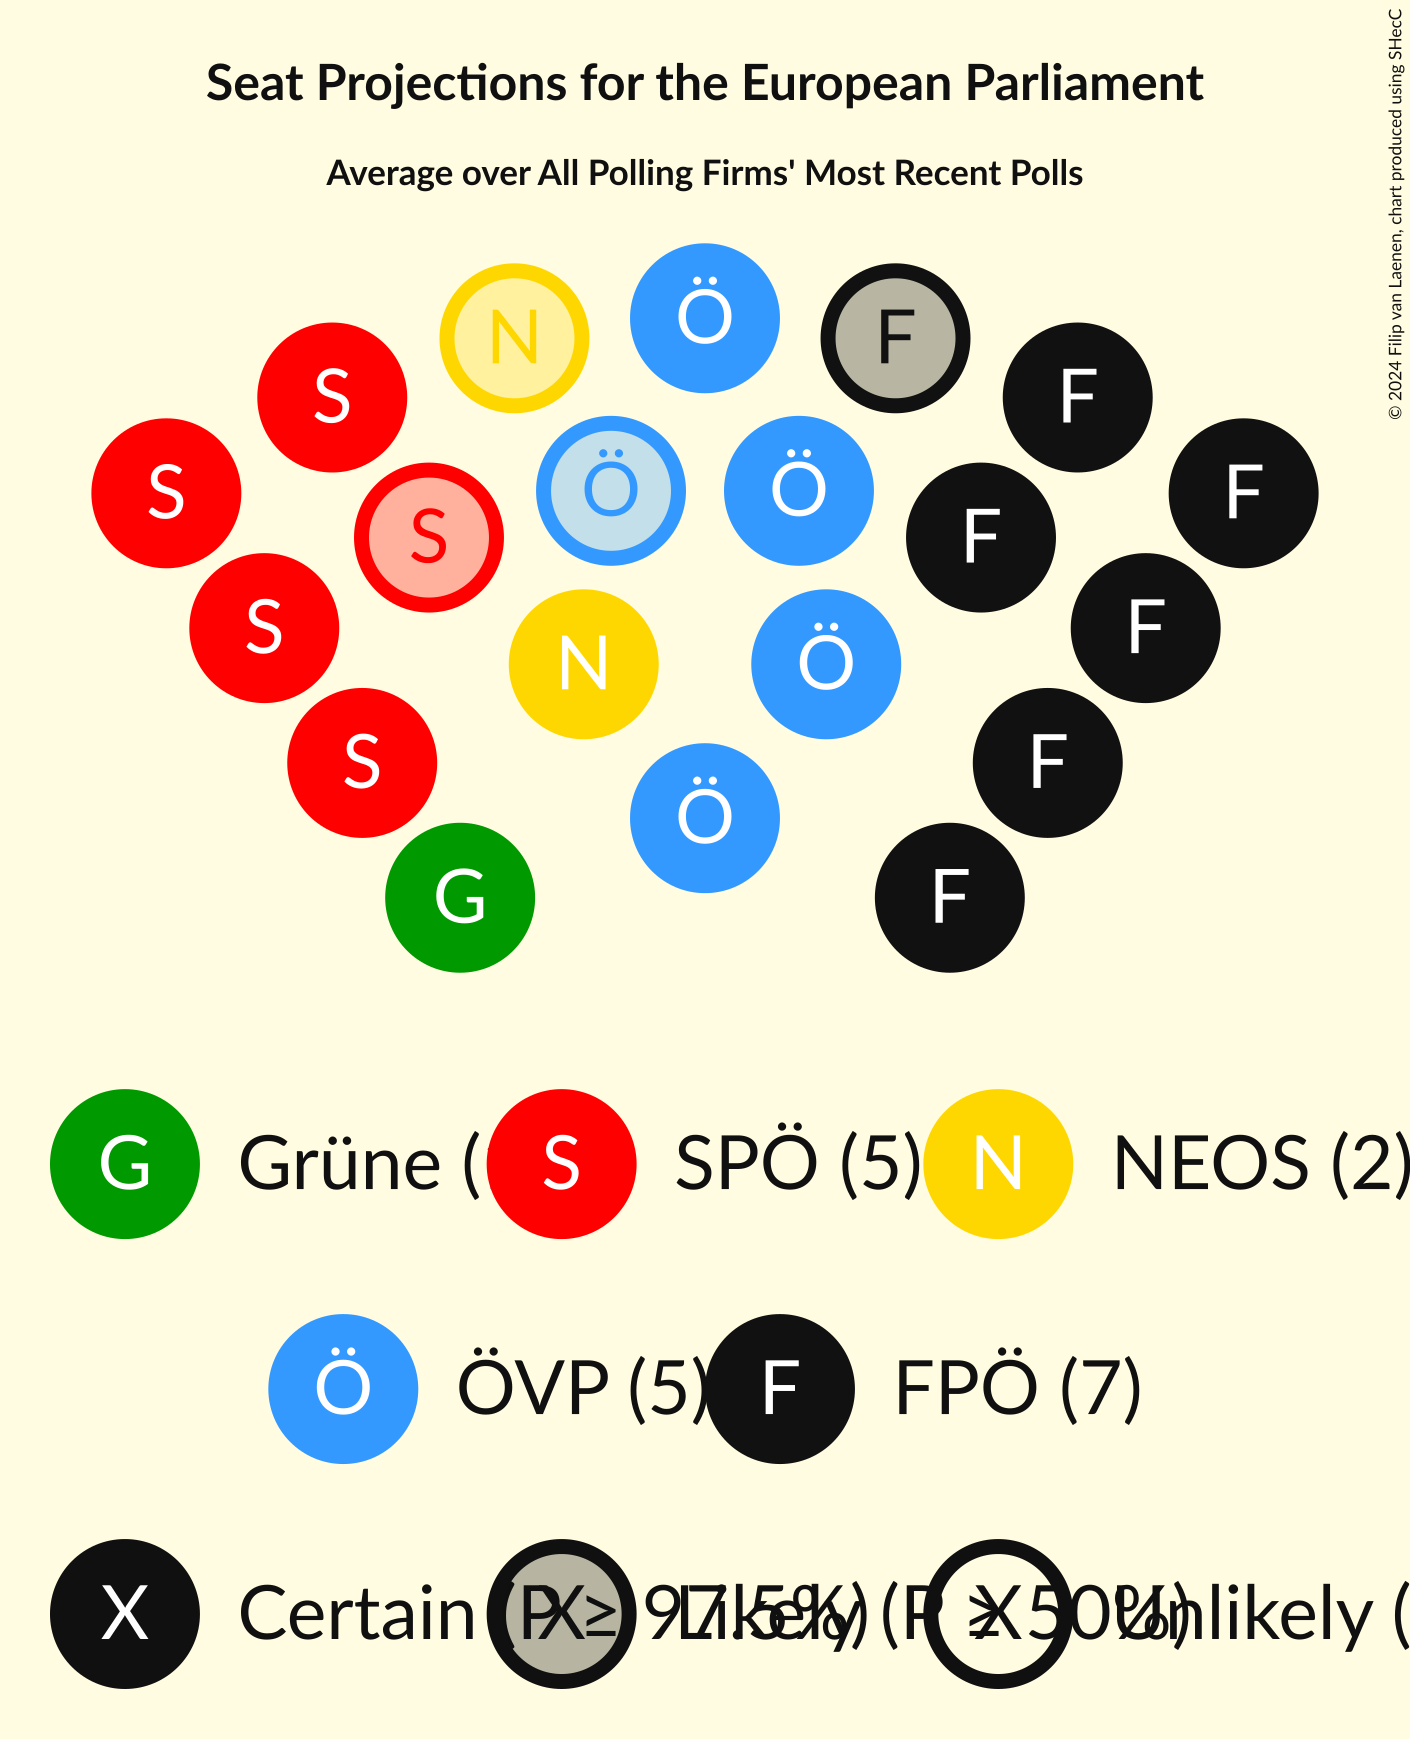 Seat Projections for the European Parliament
Average over All Polling Firms' Most Recent Polls
© 2024 Filip van Laenen, chart produced using SHecC
Ö
N F
S F
Ö Ö
S F
S F
S F
N Ö
S F
Ö
G F
G Grüne ( S SPÖ (5) N NEOS (2)
Ö ÖVP (5) F FPÖ (7)
X Certain (P ≥ 97.5%) X Likely (P ≥ 50%) X Unlikely (